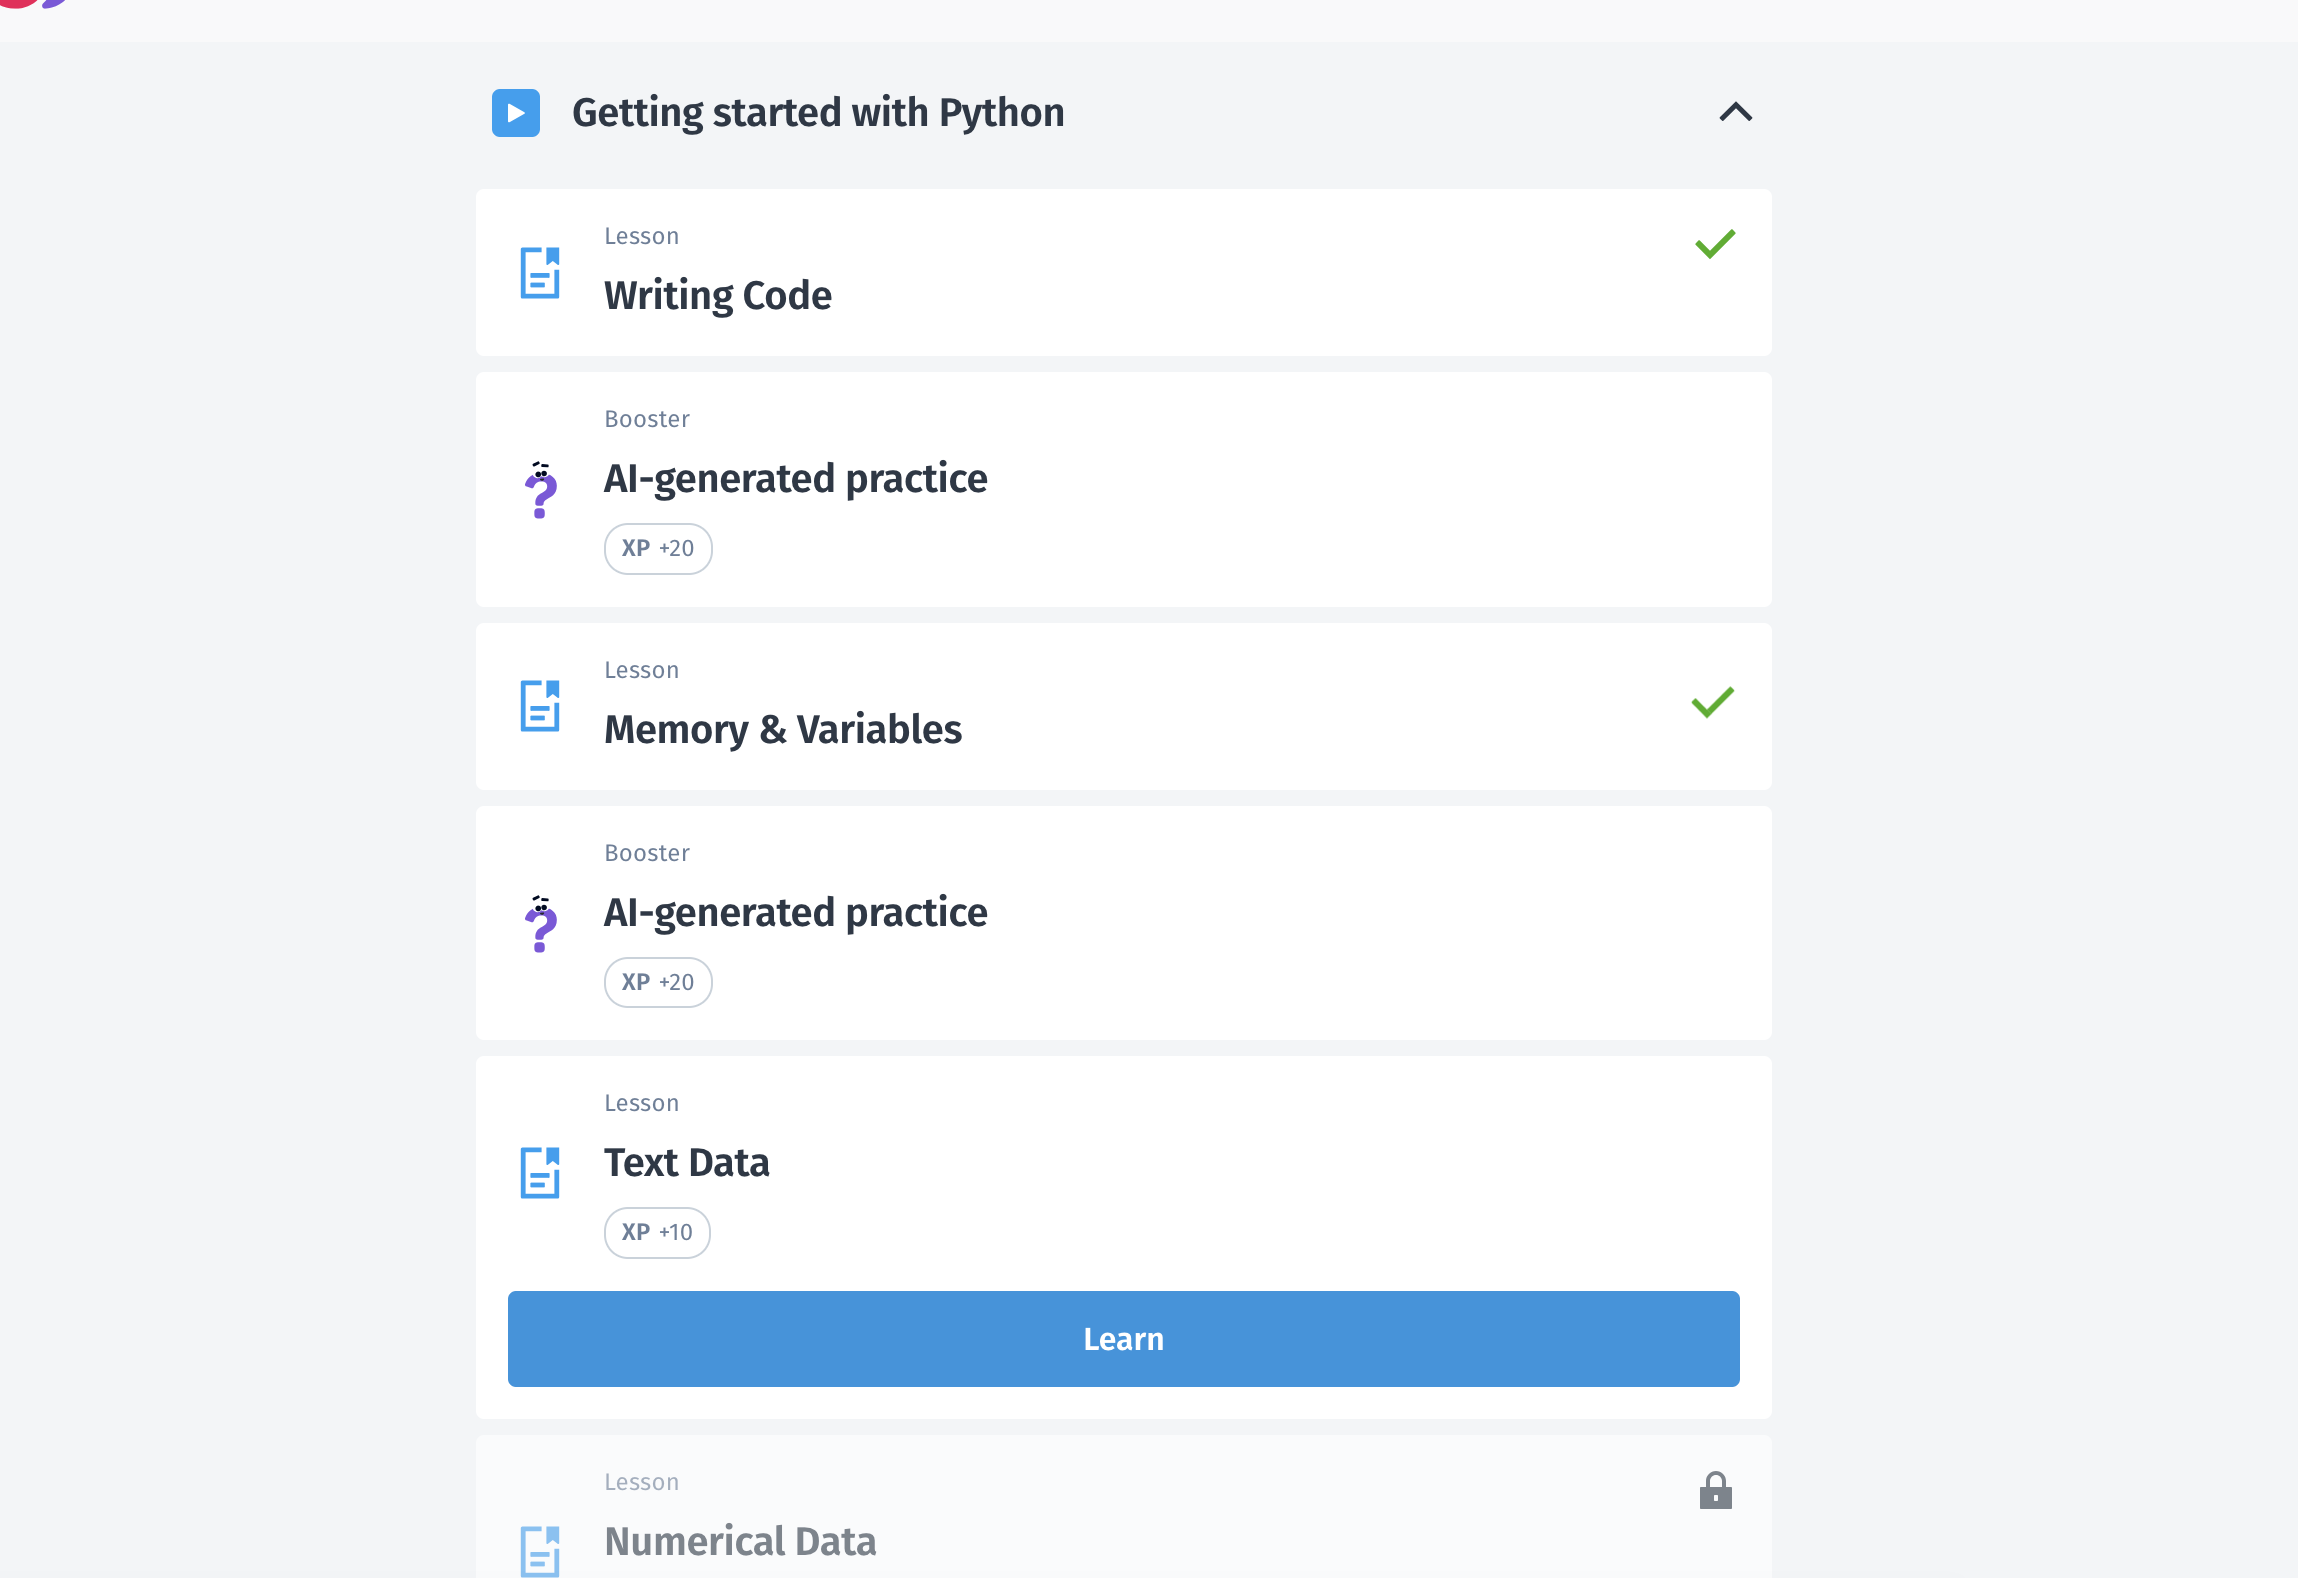 Getting started with Python
Lesson
Writing Code
Booster
AI-generated practice
XP +20
Lesson
Memory & Variables
Booster
AI-generated practice
XP +20
Lesson
Text Data
XP +10
Learn
Lesson
Numerical Data